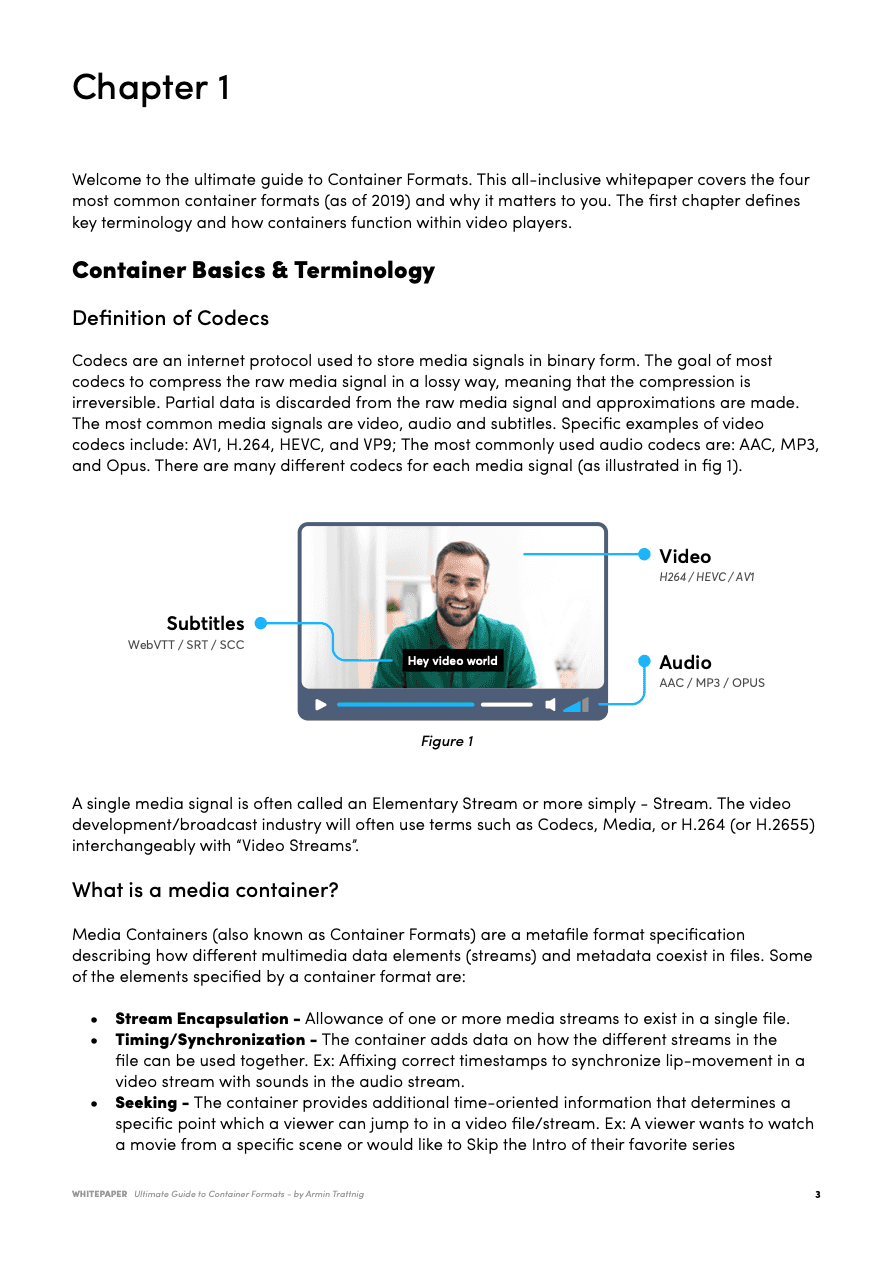 Chapter 1
Welcome to the ultimate guide to Container Formats. This all-inclusive whitepaper covers the four
most common container formats (as of 2019) and why it matters to you. The first chapter defines
key terminology and how containers function within video players.
Container Basics & Terminology
Definition of Codecs
Codecs are an internet protocol used to store media signals in binary form. The goal of most
codecs to compress the raw media signal in a lossy way, meaning that the compression is
irreversible. Partial data is discarded from the raw media signal and approximations are made.
The most common media signals are video, audio and subtitles. Specific examples of video
codecs include: AV1, H.264, HEVC, and VP9; The most commonly used audio codecs are: AAC, MP3,
and Opus. There are many different codecs for each media signal (as illustrated in fig 1).
Video
H264 / HEVC / AV1
Subtitles
WebVTT / SRT / SCC
Hey video world
Audio
AAC / MP3 / OPUS
Figure 1
A single media signal is often called an Elementary Stream or more simply - Stream. The video
development/broadcast industry will often use terms such as Codecs, Media, or H.264 (or H.2655)
interchangeably with “Video Streams”.
What is a media container?
Media Containers (also known as Container Formats) are a metafile format specification
describing how different multimedia data elements (streams) and metadata coexist in files. Some
of the elements specified by a container format are:
• Stream Encapsulation - Allowance of one or more media streams to exist in a single file.
• Timing/Synchronization - The container adds data on how the different streams in the
file can be used together. Ex: Affixing correct timestamps to synchronize lip-movement in a
video stream with sounds in the audio stream.
• Seeking - The container provides additional time-oriented information that determines a
specific point which a viewer can jump to in a video file/stream. Ex: A viewer wants to watch
a movie from a specific scene or would like to Skip the Intro of their favorite series
WHITEPAPER Ultimate Guide to Container Formats - by Armin Trattnig
3